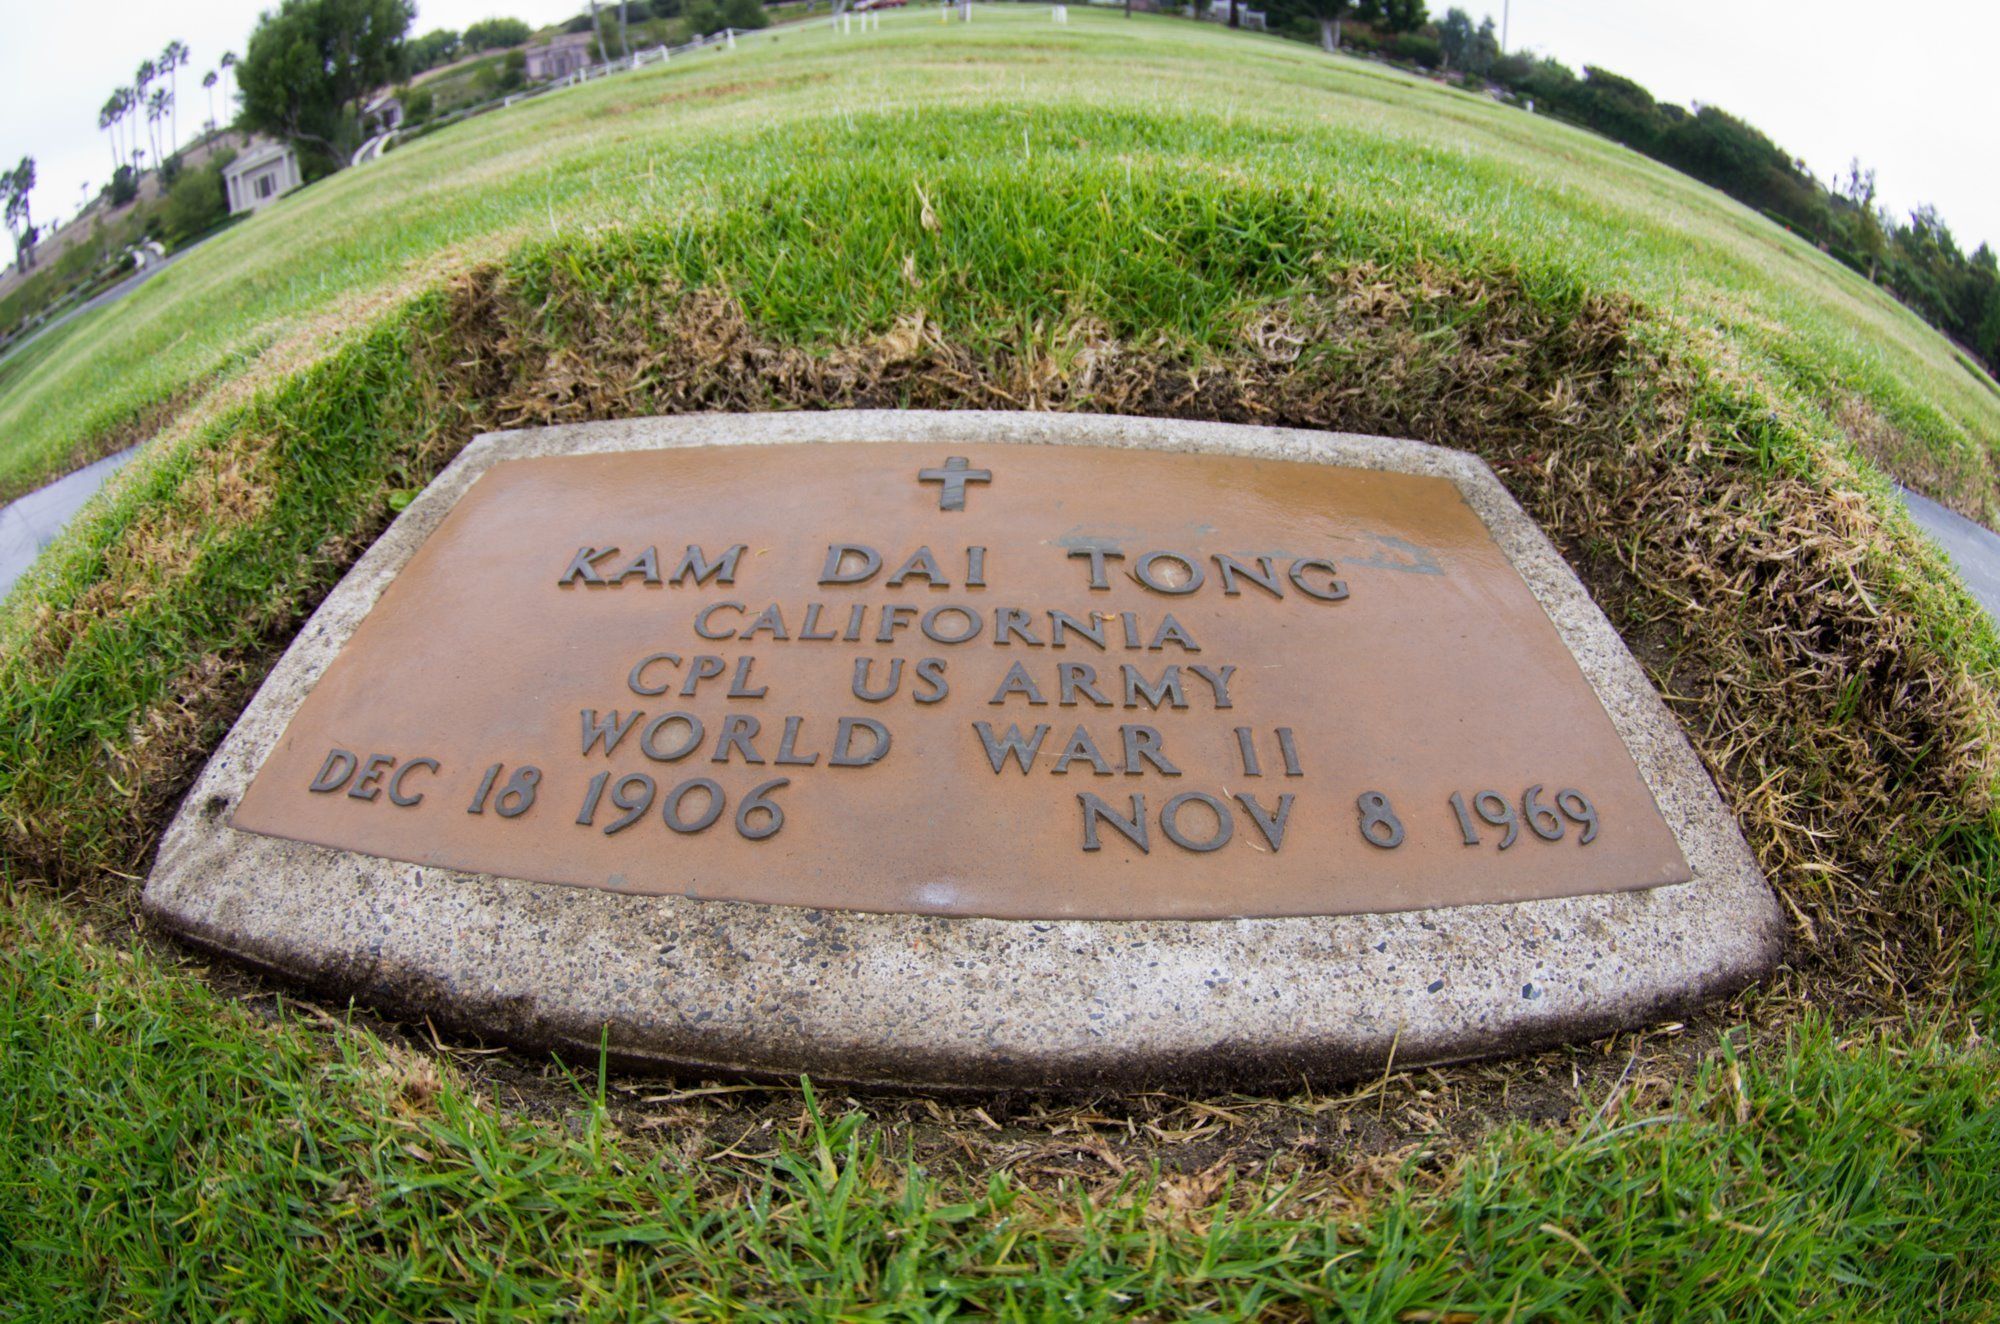 KAM DAI TONG
CALIFORNIA
CPL US ARMY
WORLD WAR II
DEC 18 1906 NOV 8 1969